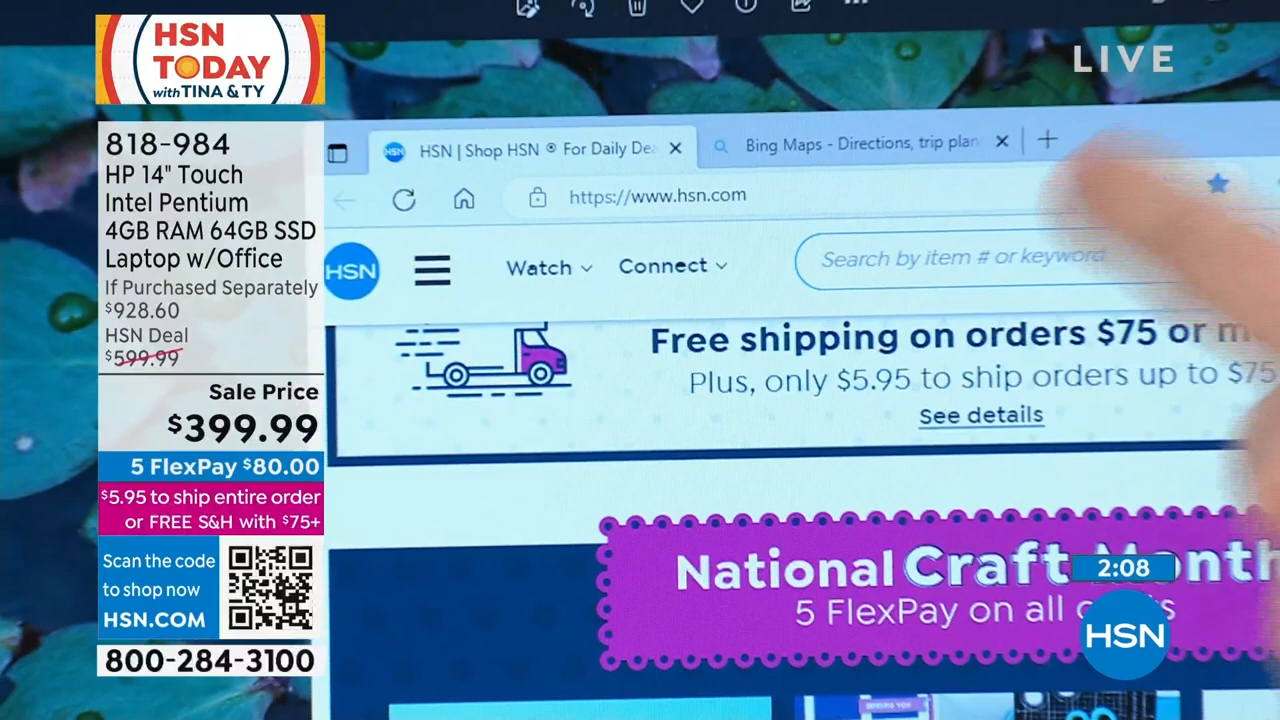 HSN
TODAY
with TINA & TY
818-984
HP 14" Touch
Intel Pentium
4GB RAM 64GB SSD
Laptop w/Office
If Purchased Separately
$928.60
HSN Deal
$599.99
Sale Price
$399.99
5 FlexPay $80.00
$5.95 to ship entire order
or FREE S&H with $75+
Scan the code
to shop now
HSN.COM
800-284-3100
LIVE
HSN | Shop HSN ® For Daily Dea
Bing Maps - Directions, trip plan
https://www.hsn.com
HSN
Watch
Connect
Search by item # or keyword
Free shipping on orders $75 or m
Plus, only $5.95 to ship orders up to $75
See details
National Craft Month
5 FlexPay on all
2:08
HSN